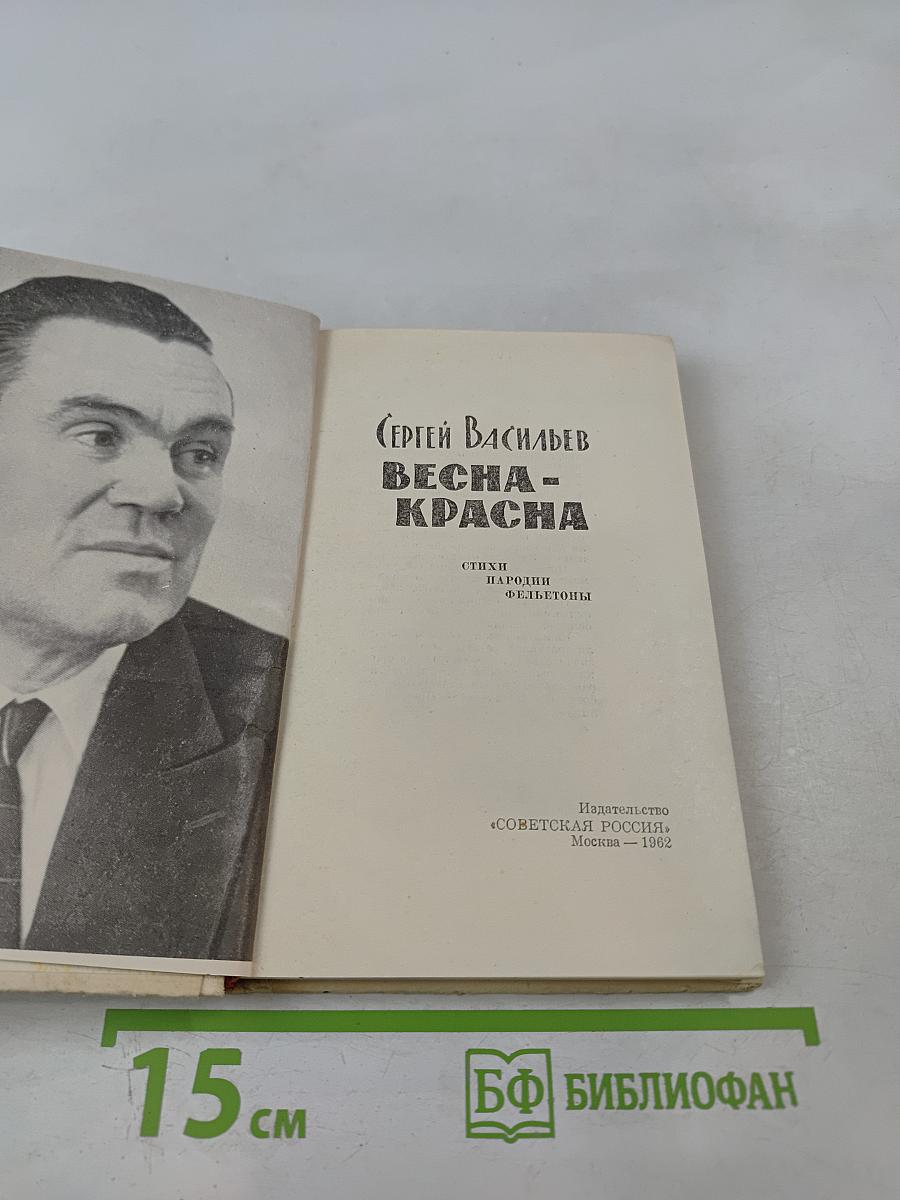 Сергей Васильев
ВЕСНА-
КРАСНА
СТИХИ
ПАРОДИИ
ФЕЛЬЕТОНЫ
Издательство
«СОВЕТСКАЯ РОССИЯ»
Москва — 1962
15 см
БФ БИБЛИОФАН